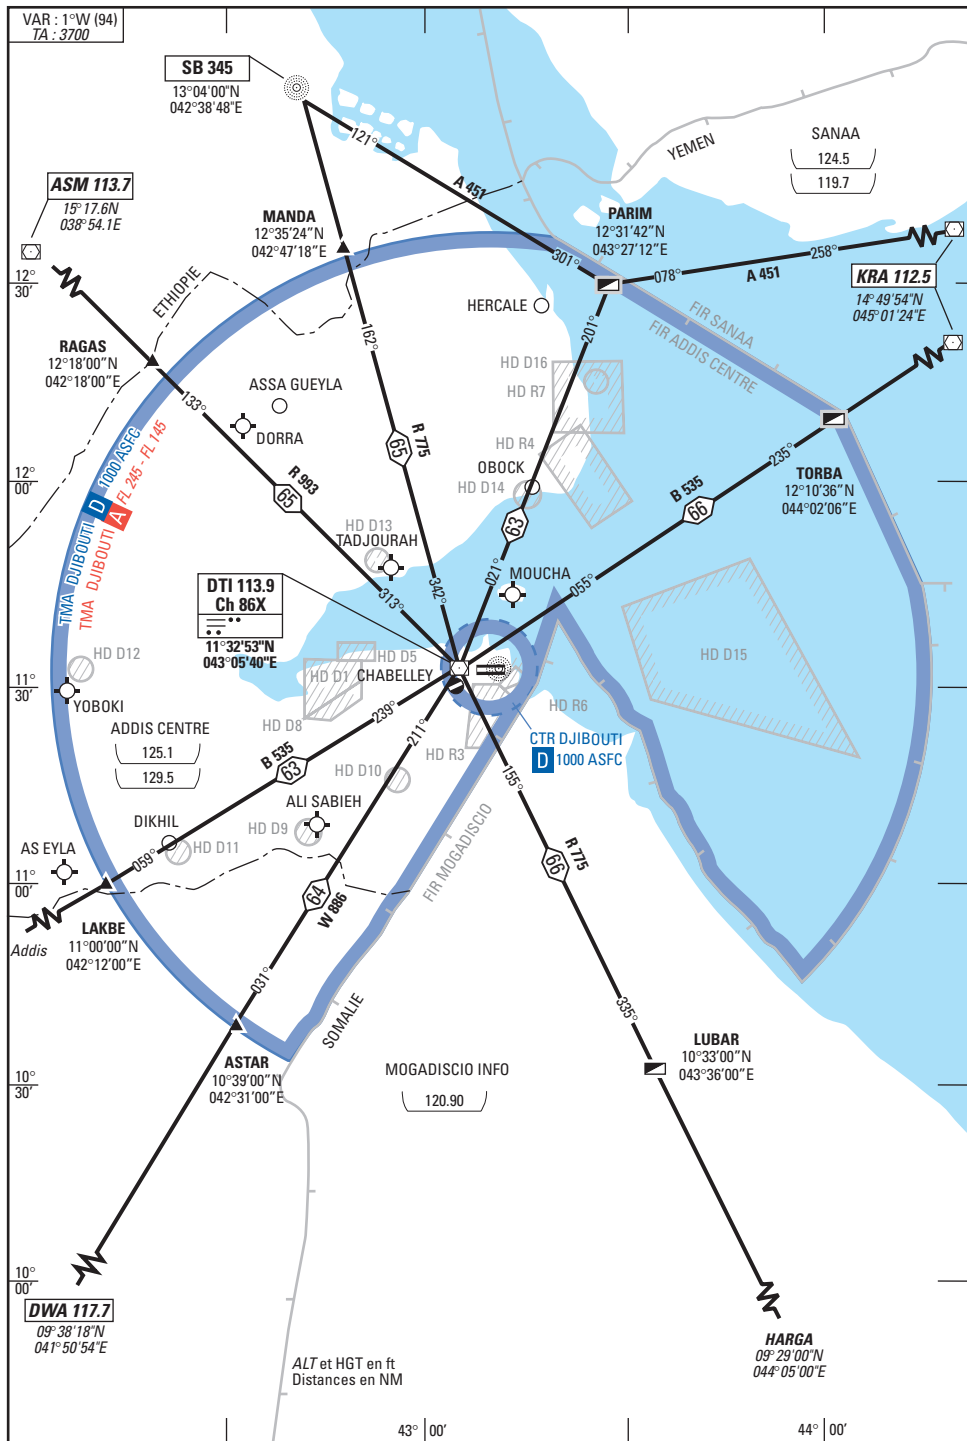 VAR : 1°W (94)
TA : 3700
SB 345
13°04'00"N
042°38'48"E
121°
A 451
YEMEN
SANAA
124.5
119.7
ASM 113.7
15°17.6N
038°54.1E
MANDA
12°35'24"N
042°47'18"E
PARIM
12°31'42"N
043°27'12"E
301°
078°
A 451
258°
KRA 112.5
14°49'54"N
045°01'24"E
12°
30'
ETHIOPIE
HERCALE
FIR SANAA
FIR ADDIS CENTRE
RAGAS
12°18'00"N
042°18'00"E
162°
201°
HD D16
HD R7
133°
ASSA GUEYLA
DORRA
R 775
65
HD R4
OBOCK
HD D14
235°
TORBA
12°10'36"N
044°02'06"E
12°
00'
R 993
65
B 535
66
63
TMA DJIBOUTI D 1000 ASFC
TMA DJIBOUTI A FL 245 - FL 145
HD D13
TADJOURAH
DTI 113.9
Ch 86X
11°32'53"N
043°05'40"E
313°
342°
021°
MOUCHA
055°
HD D12
YOBOKI
HD D5
HD D1
CHABELLEY
HD D15
11°
30'
HD D8
239°
211°
HD R6
HD R3
CTR DJIBOUTI
D 1000 ASFC
ADDIS CENTRE
125.1
129.5
B 535
63
HD D10
155°
DIKHIL
HD D11
ALI SABIEH
HD D9
FIR MOGADISCIO
R 775
66
AS EYLA
059°
11°
00'
64
W 886
Addis
LAKBE
11°00'00"N
042°12'00"E
031°
SOMALIE
335°
ASTAR
10°39'00"N
042°31'00"E
LUBAR
10°33'00"N
043°36'00"E
MOGADISCIO INFO
120.90
10°
30'
10°
00'
DWA 117.7
09°38'18"N
041°50'54"E
HARGA
09°29'00"N
044°05'00"E
ALT et HGT en ft
Distances en NM
43° 00'
44° 00'